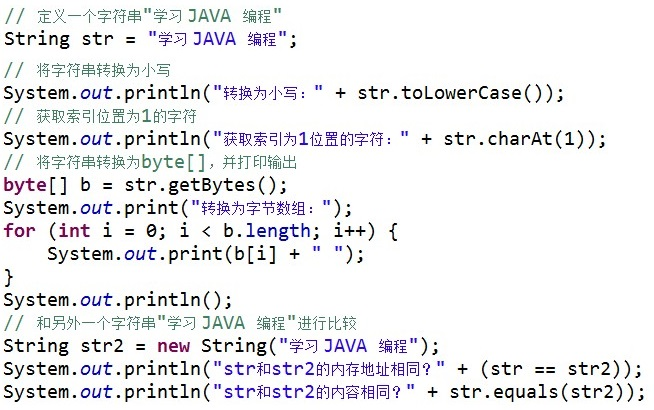 // 定义一个字符串"学习 JAVA 编程"
String str = "学习 JAVA 编程";
// 将字符串转换为小写
System.out.println("转换为小写：" + str.toLowerCase());
// 获取索引位置为1的字符
System.out.println("获取索引为1位置的字符：" + str.charAt(1));
// 将字符串转换为byte[]，并打印输出
byte[] b = str.getBytes();
System.out.print("转换为字节数组：");
for (int i = 0; i < b.length; i++) {
    System.out.print(b[i] + " ");
}
System.out.println();
// 和另外一个字符串"学习 JAVA 编程"进行比较
String str2 = new String("学习 JAVA 编程");
System.out.println("str和str2的内存地址相同？" + (str == str2));
System.out.println("str和str2的内容相同？" + str.equals(str2));